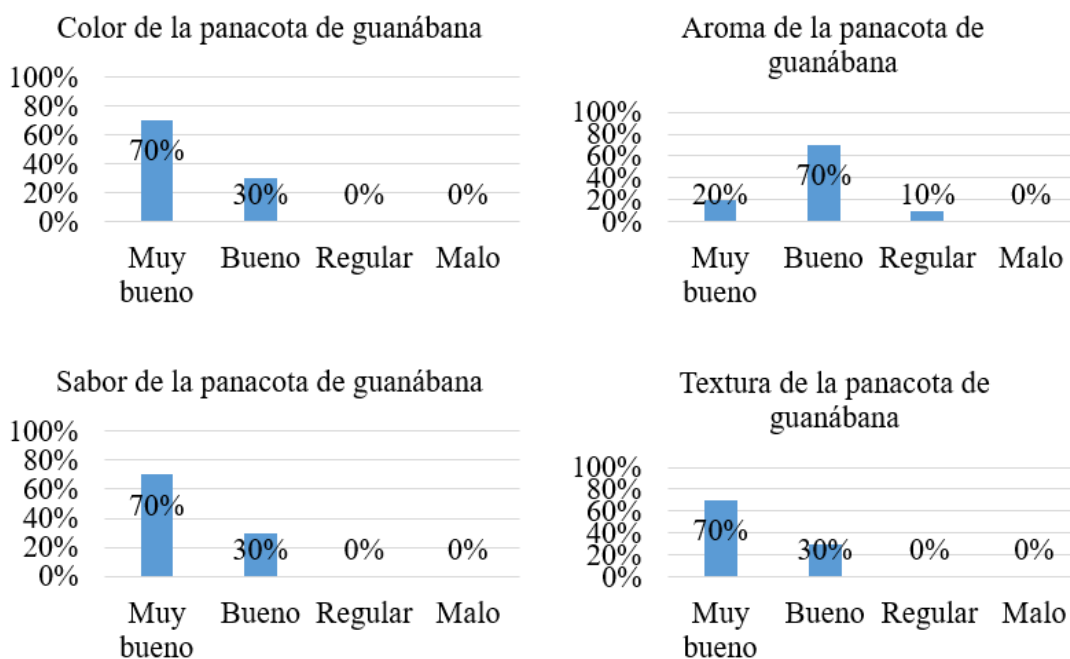 Color de la panacota de guanábana
100%
80%
60%
40%
20%
0%
70%
30%
0%
0%
Muy
bueno
Bueno
Regular
Malo
Aroma de la panacota de
guanábana
100%
80%
60%
40%
20%
0%
20%
70%
10%
0%
Muy
bueno
Bueno
Regular
Malo
Sabor de la panacota de guanábana
100%
80%
60%
40%
20%
0%
70%
30%
0%
0%
Muy
bueno
Bueno
Regular
Malo
Textura de la panacota de
guanábana
100%
80%
60%
40%
20%
0%
70%
30%
0%
0%
Muy
bueno
Bueno
Regular
Malo